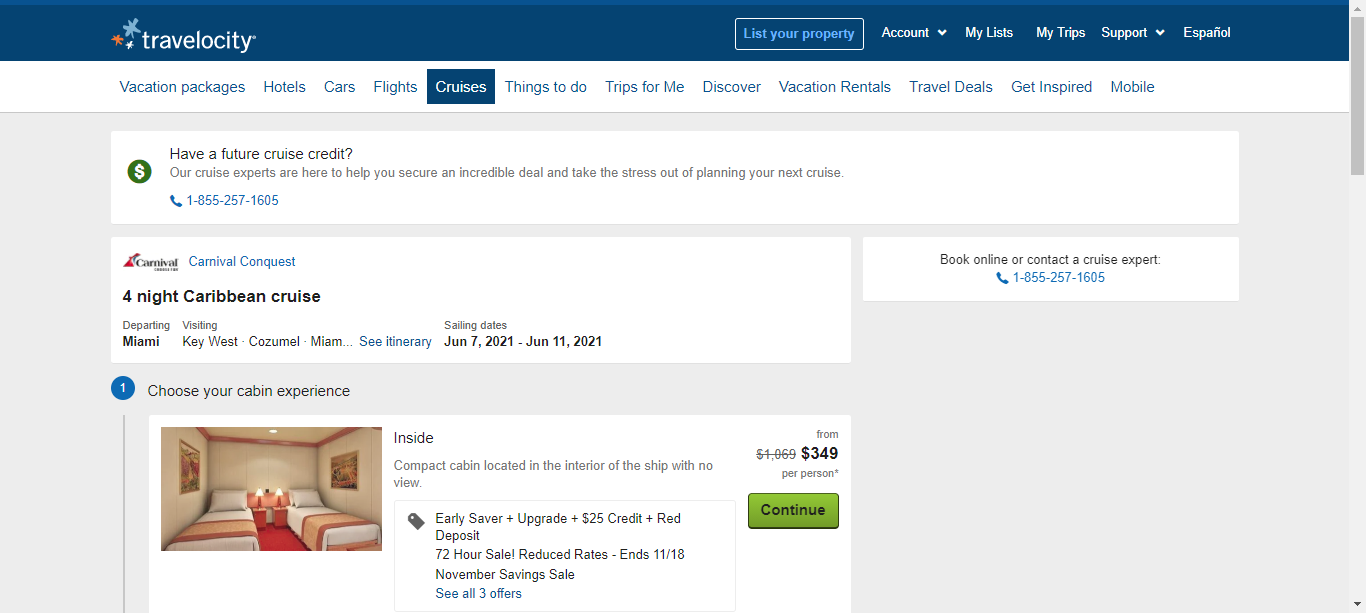 travelocity
List your property
Account
My Lists
My Trips
Support
Español
Vacation packages
Hotels
Cars
Flights
Cruises
Things to do
Trips for Me
Discover
Vacation Rentals
Travel Deals
Get Inspired
Mobile
Have a future cruise credit?
$
Our cruise experts are here to help you secure an incredible deal and take the stress out of planning your next cruise.
1-855-257-1605
Carnival
Carnival Conquest
4 night Caribbean cruise
Departing
Miami
Visiting
Key West · Cozumel · Miam... See itinerary
Sailing dates
Jun 7, 2021 - Jun 11, 2021
Book online or contact a cruise expert:
1-855-257-1605
1
Choose your cabin experience
Inside
Compact cabin located in the interior of the ship with no
view.
Early Saver + Upgrade + $25 Credit + Red
Deposit
72 Hour Sale! Reduced Rates - Ends 11/18
November Savings Sale
See all 3 offers
from
$1,069 $349
per person*
Continue